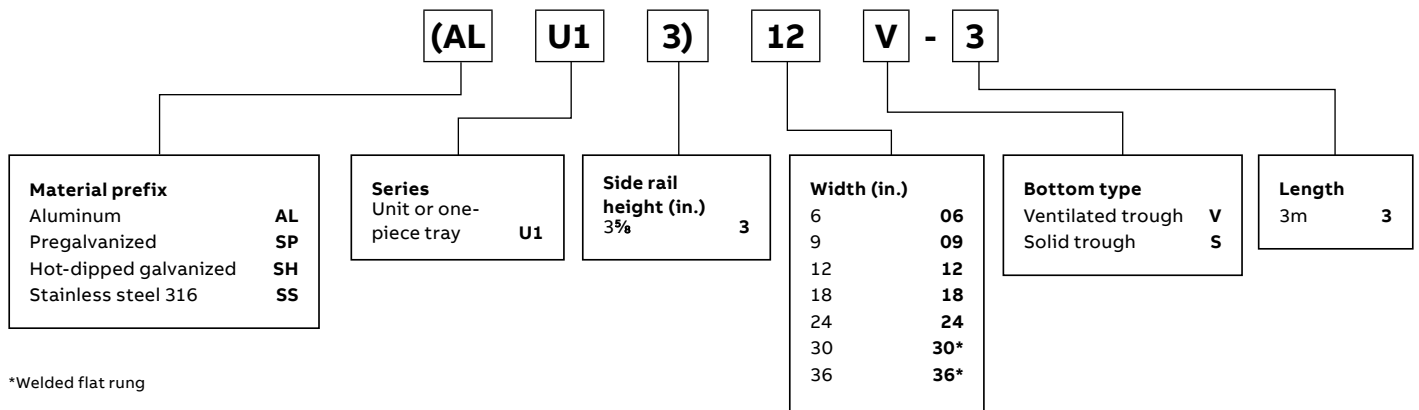 (AL U1 3) 12 V - 3
Material prefix
Aluminum AL
Pregalvanized SP
Hot-dipped galvanized SH
Stainless steel 316 SS
Series
Unit or one-
piece tray U1
Side rail
height (in.)
3⅝ 3
Width (in.)
6 06
9 09
12 12
18 18
24 24
30 30*
36 36*
Bottom type
Ventilated trough V
Solid trough S
Length
3m 3
*Welded flat rung